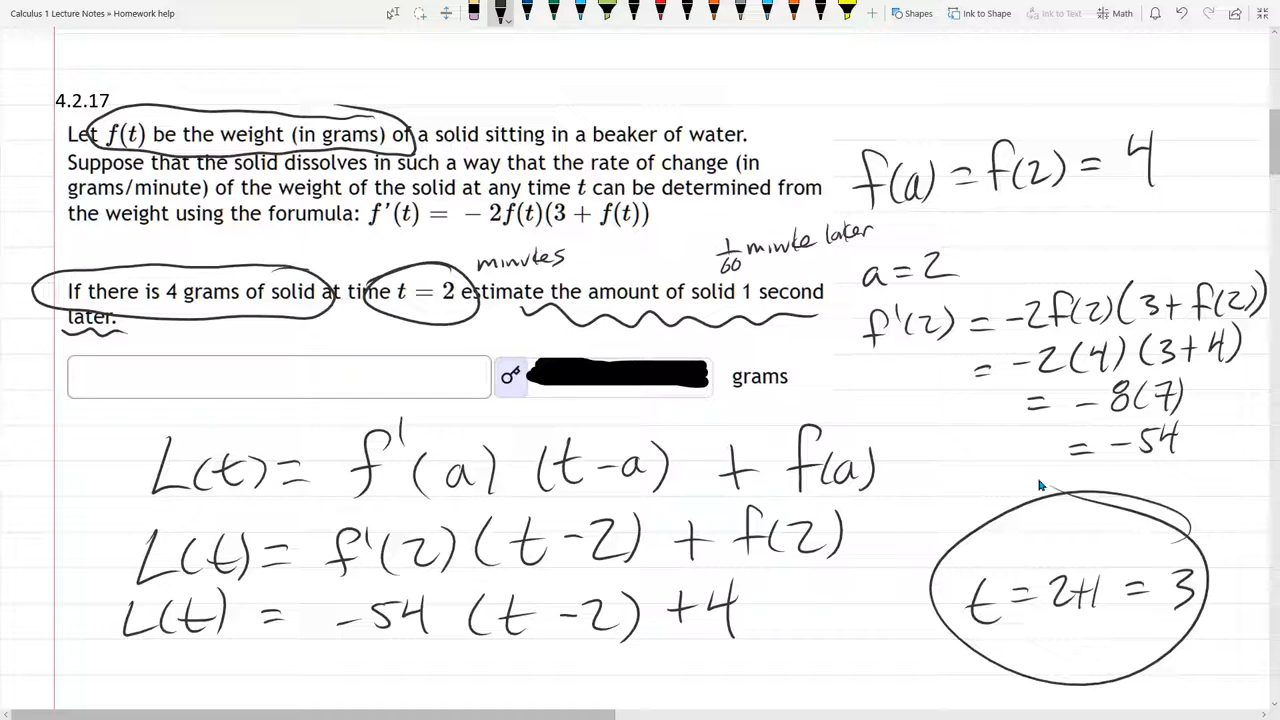 Calculus 1 Lecture Notes » Homework help
Shapes Ink to Shape Ink to Text Math
4.2.17
Let f(t) be the weight (in grams) of a solid sitting in a beaker of water.
Suppose that the solid dissolves in such a way that the rate of change (in
grams/minute) of the weight of the solid at any time t can be determined from
the weight using the forumula: f'(t) = − 2f(t)(3 + f(t))
minutes
1/60 minute later
If there is 4 grams of solid at time t = 2 estimate the amount of solid 1 second
later.
grams
f(a) = f(2) = 4
a = 2
f'(2) = -2f(2)(3+f(2))
= -2(4)(3+4)
= -8(7)
= -54
L(t) = f'(a) (t-a) + f(a)
L(t) = f'(2)(t-2) + f(2)
L(t) = -54 (t-2) +4
t = 2+1 = 3